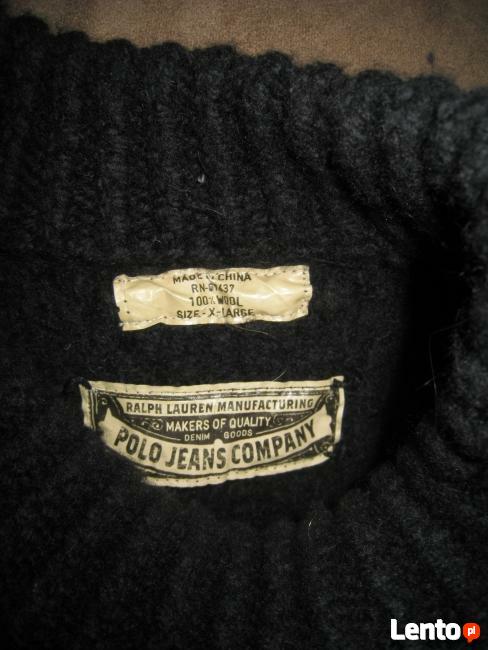 MADE IN CHINA
100% WOOL
SIZE - X-LARGE
RALPH LAUREN MANUFACTURING
MAKERS OF QUALITY
DENIM GOODS
POLO JEANS COMPANY
Lento pl